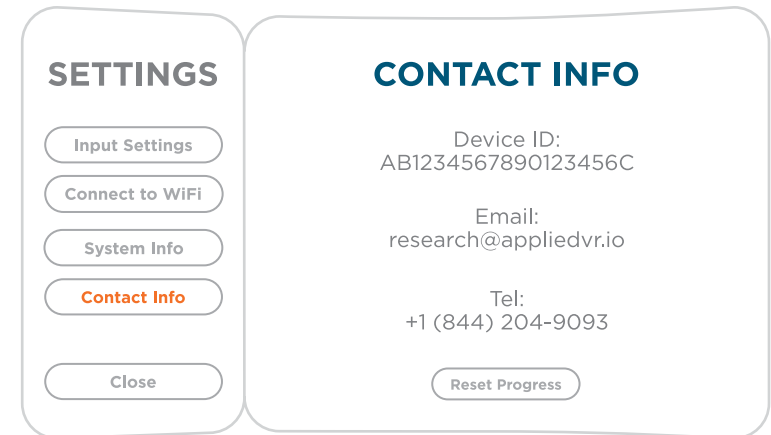 SETTINGS
Input Settings
Connect to WiFi
System Info
Contact Info
Close
CONTACT INFO
Device ID:
AB1234567890123456C
Email:
research@appliedvr.io
Tel:
+1 (844) 204-9093
Reset Progress